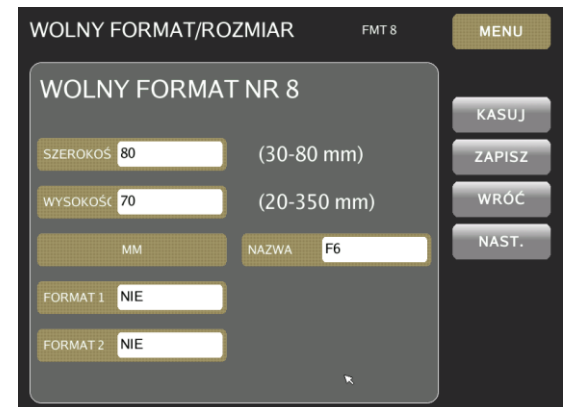 WOLNY FORMAT/ROZMIAR FMT 8 MENU
WOLNY FORMAT NR 8
KASUJ
SZEROKOŚ 80 (30-80 mm) ZAPISZ
WYSOKOŚĆ 70 (20-350 mm) WRÓĆ
MM NAZWA F6 NAST.
FORMAT 1 NIE
FORMAT 2 NIE